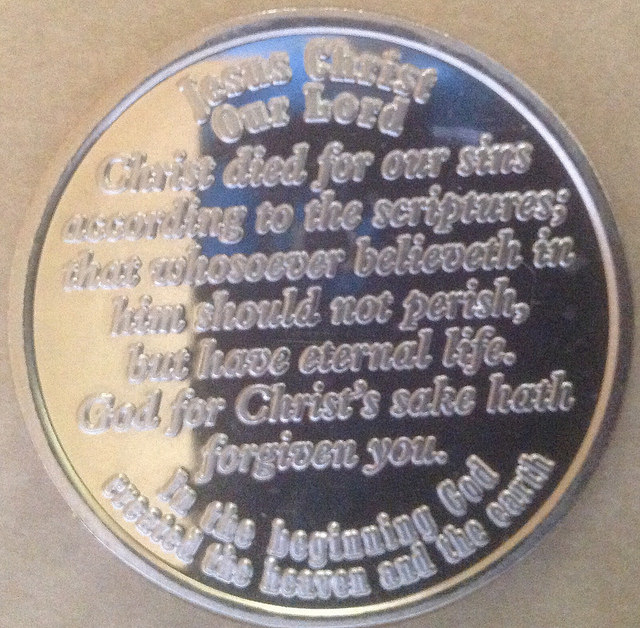 Jesus Christ
Our Lord
Christ died for our sins
according to the scriptures;
that whosoever believeth in
him should not perish,
but have eternal life.
God for Christ's sake hath
forgiven you.
In the beginning God
created the heaven and the earth